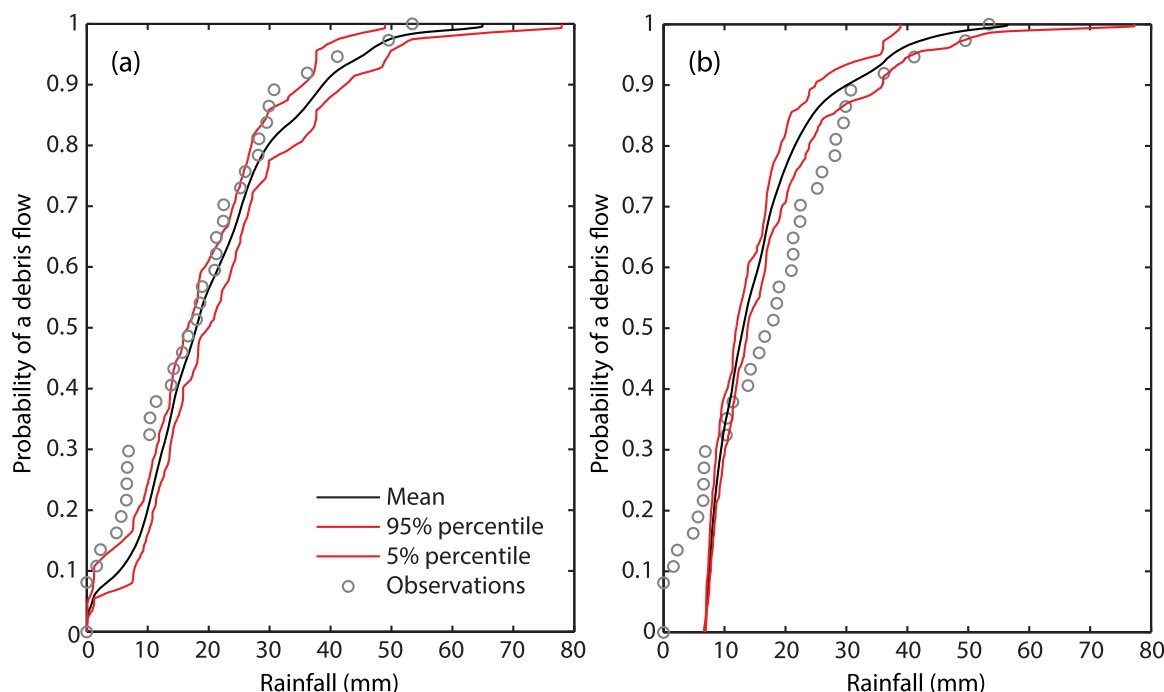 (a)
Probability of a debris flow
1
0.9
0.8
0.7
0.6
0.5
0.4
0.3
0.2
0.1
0
Mean
95% percentile
5% percentile
Observations
0 10 20 30 40 50 60 70 80
Rainfall (mm)
(b)
Probability of a debris flow
1
0.9
0.8
0.7
0.6
0.5
0.4
0.3
0.2
0.1
0
0 10 20 30 40 50 60 70 80
Rainfall (mm)